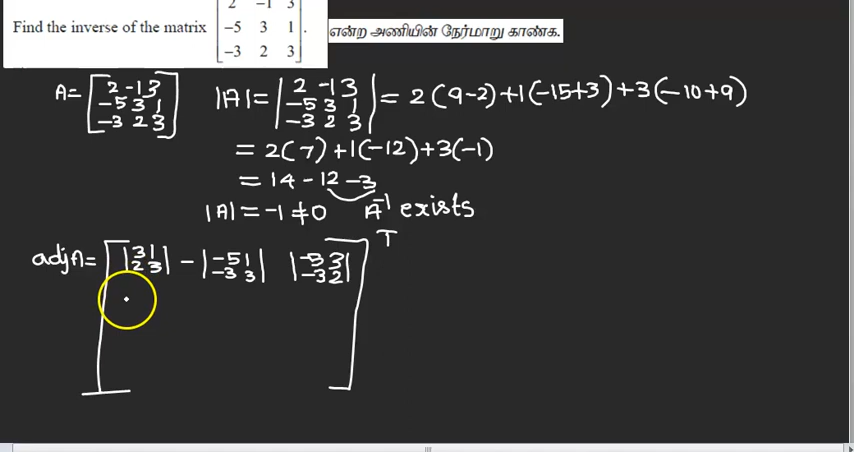 2 −1 3
Find the inverse of the matrix −5 3 1 . என்ற அணியின் நேர்மாறு காண்க.
−3 2 3
A = [2 -1 3 -5 3 1 -3 2 3] |A| = |2 -1 3 -5 3 1 -3 2 3| = 2(9-2)+1(-15+3)+3(-10+9)
= 2(7)+1(-12)+3(-1)
= 14-12-3
|A| = -1 ≠ 0 A⁻¹ exists
adjA = [|3 1 2 3| - |-5 1 -3 3| |-5 3 -3 2|]ᵀ